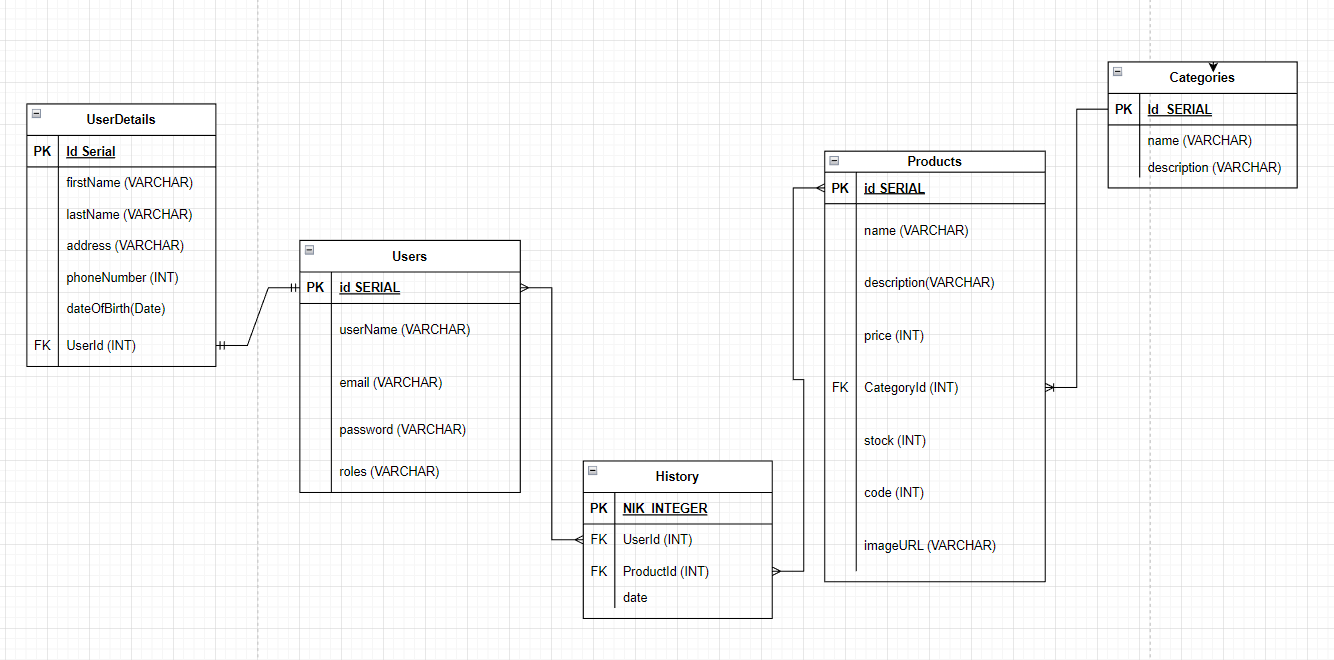 UserDetails
PK Id Serial
firstName (VARCHAR)
lastName (VARCHAR)
address (VARCHAR)
phoneNumber (INT)
dateOfBirth(Date)
FK UserId (INT)
Users
PK id SERIAL
userName (VARCHAR)
email (VARCHAR)
password (VARCHAR)
roles (VARCHAR)
History
PK NIK INTEGER
FK UserId (INT)
FK ProductId (INT)
date
Products
PK id SERIAL
name (VARCHAR)
description(VARCHAR)
price (INT)
FK CategoryId (INT)
stock (INT)
code (INT)
imageURL (VARCHAR)
Categories
PK Id SERIAL
name (VARCHAR)
description (VARCHAR)